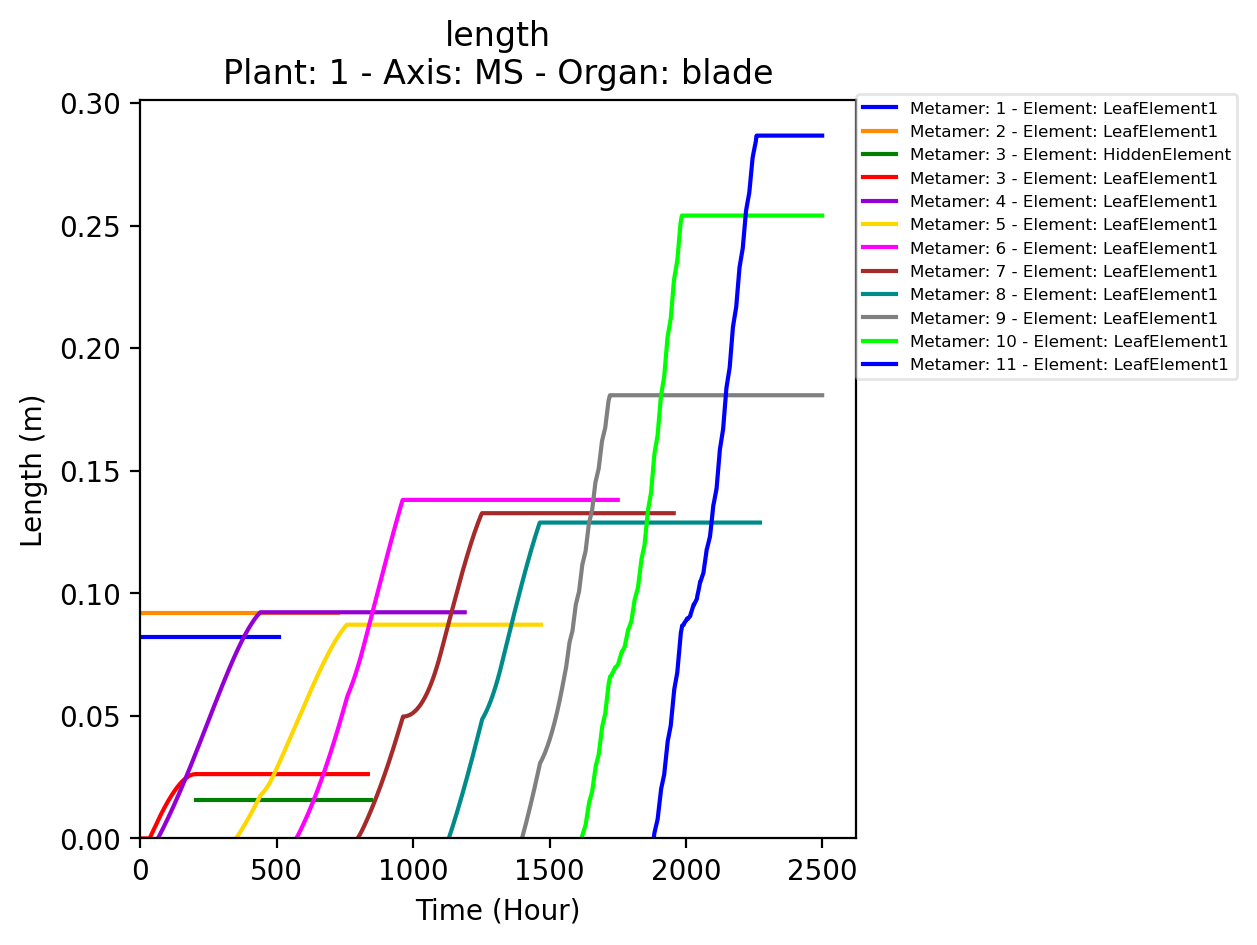 length
Plant: 1 - Axis: MS - Organ: blade
0.30
0.25
0.20
0.15
0.10
0.05
0.00
Length (m)
0 500 1000 1500 2000 2500
Time (Hour)
Metamer: 1 - Element: LeafElement1
Metamer: 2 - Element: LeafElement1
Metamer: 3 - Element: HiddenElement
Metamer: 3 - Element: LeafElement1
Metamer: 4 - Element: LeafElement1
Metamer: 5 - Element: LeafElement1
Metamer: 6 - Element: LeafElement1
Metamer: 7 - Element: LeafElement1
Metamer: 8 - Element: LeafElement1
Metamer: 9 - Element: LeafElement1
Metamer: 10 - Element: LeafElement1
Metamer: 11 - Element: LeafElement1